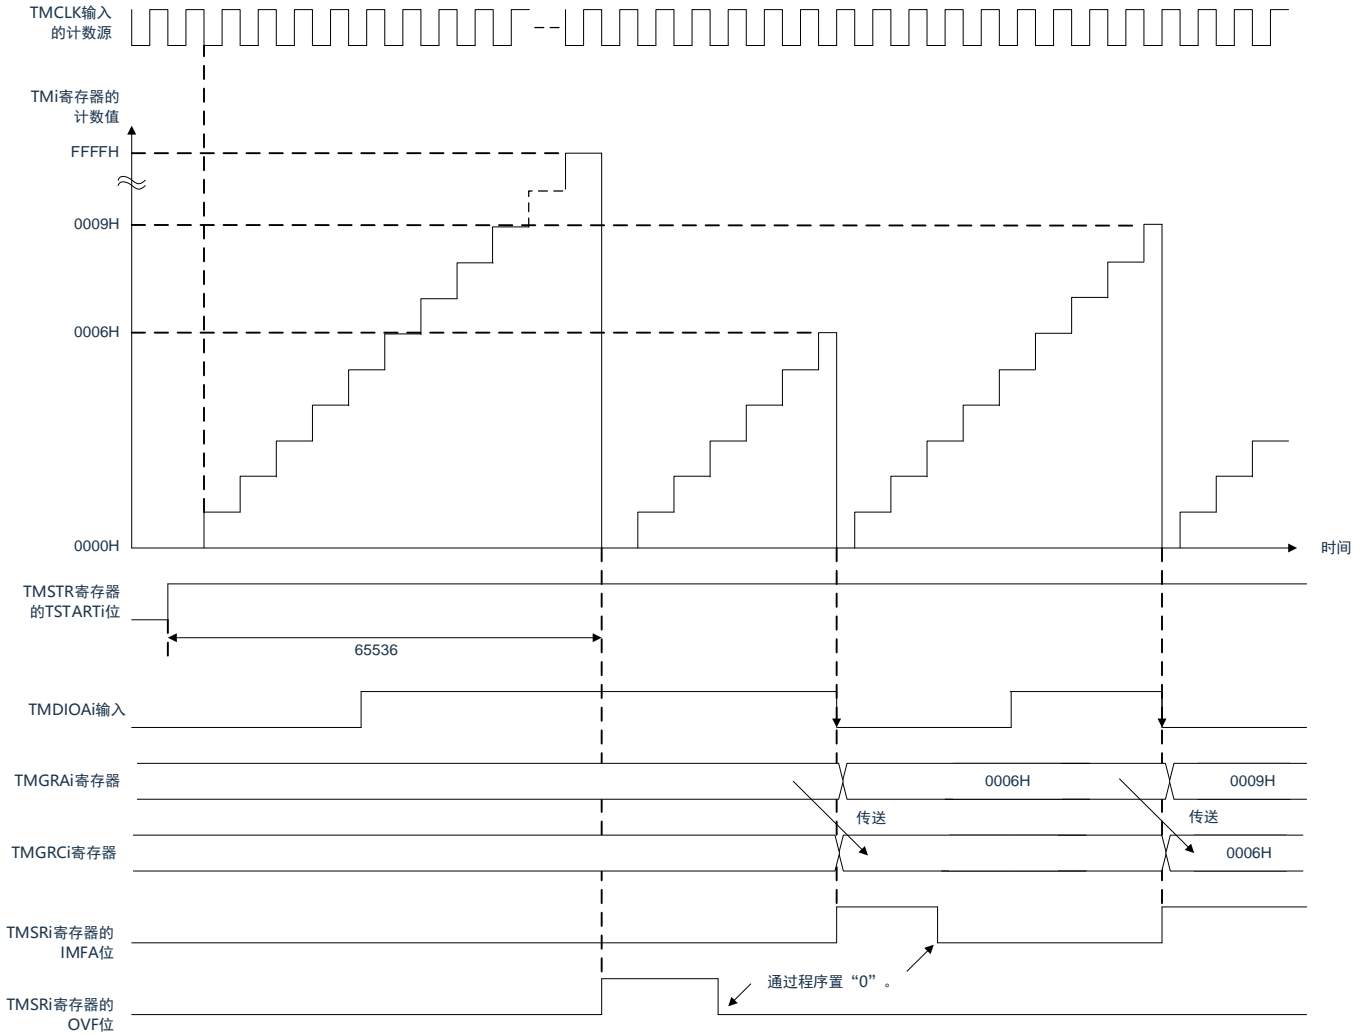 TMCLK输入
的计数源
TMi寄存器的
计数值
FFFFH
0009H
0006H
0000H
时间
TMSTR寄存器
的TSTARTi位
65536
TMDIOAi输入
TMGRAi寄存器
0006H
0009H
传送
传送
TMGRCi寄存器
0006H
TMSRi寄存器的
IMFA位
通过程序置“0”。
TMSRi寄存器的
OVF位